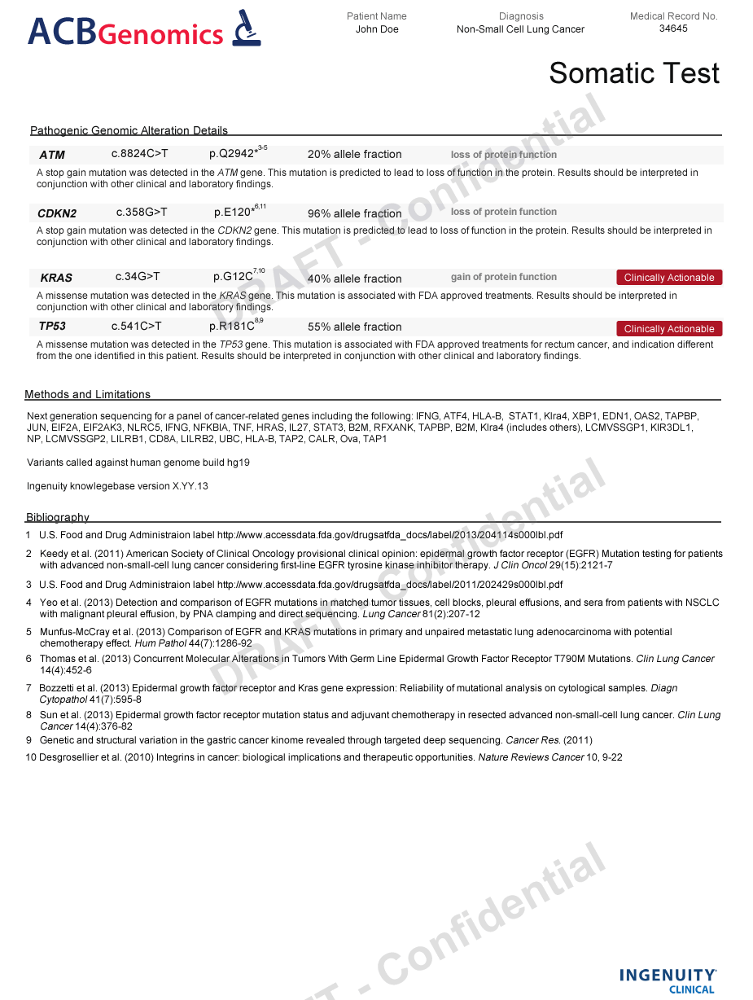 ACBGenomics
Patient Name
John Doe
Diagnosis
Non-Small Cell Lung Cancer
Medical Record No.
34645
Somatic Test
Pathogenic Genomic Alteration Details
ATM c.8824C>T p.Q2942*3-5 20% allele fraction loss of protein function
A stop gain mutation was detected in the ATM gene. This mutation is predicted to lead to loss of function in the protein. Results should be interpreted in
conjunction with other clinical and laboratory findings.
CDKN2 c.358G>T p.E120*6,11 96% allele fraction loss of protein function
A stop gain mutation was detected in the CDKN2 gene. This mutation is predicted to lead to loss of function in the protein. Results should be interpreted in
conjunction with other clinical and laboratory findings.
KRAS c.34G>T p.G12C7,10 40% allele fraction gain of protein function Clinically Actionable
A missense mutation was detected in the KRAS gene. This mutation is associated with FDA approved treatments. Results should be interpreted in
conjunction with other clinical and laboratory findings.
TP53 c.541C>T p.R181C8,9 55% allele fraction Clinically Actionable
A missense mutation was detected in the TP53 gene. This mutation is associated with FDA approved treatments for rectum cancer, and indication different
from the one identified in this patient. Results should be interpreted in conjunction with other clinical and laboratory findings.
DRAFT - Confidential
Methods and Limitations
Next generation sequencing for a panel of cancer-related genes including the following: IFNG, ATF4, HLA-B, STAT1, Klra4, XBP1, EDN1, OAS2, TAPBP,
JUN, EIF2A, EIF2AK3, NLRC5, IFNG, NFKBIA, TNF, HRAS, IL27, STAT3, B2M, RFXANK, TAPBP, B2M, Klra4 (includes others), LCMVSSGP1, KIR3DL1,
NP, LCMVSSGP2, LILRB1, CD8A, LILRB2, UBC, HLA-B, TAP2, CALR, Ova, TAP1
Variants called against human genome build hg19
Ingenuity knowlegebase version X.YY.13
Bibliography
1 U.S. Food and Drug Administraion label http://www.accessdata.fda.gov/drugsatfda_docs/label/2013/204114s000lbl.pdf
2 Keedy et al. (2011) American Society of Clinical Oncology provisional clinical opinion: epidermal growth factor receptor (EGFR) Mutation testing for patients
with advanced non-small-cell lung cancer considering first-line EGFR tyrosine kinase inhibitor therapy. J Clin Oncol 29(15):2121-7
3 U.S. Food and Drug Administraion label http://www.accessdata.fda.gov/drugsatfda_docs/label/2011/202429s000lbl.pdf
4 Yeo et al. (2013) Detection and comparison of EGFR mutations in matched tumor tissues, cell blocks, pleural effusions, and sera from patients with NSCLC
with malignant pleural effusion, by PNA clamping and direct sequencing. Lung Cancer 81(2):207-12
5 Munfus-McCray et al. (2013) Comparison of EGFR and KRAS mutations in primary and unpaired metastatic lung adenocarcinoma with potential
chemotherapy effect. Hum Pathol 44(7):1286-92
6 Thomas et al. (2013) Concurrent Molecular Alterations in Tumors With Germ Line Epidermal Growth Factor Receptor T790M Mutations. Clin Lung Cancer
14(4):452-6
7 Bozzetti et al. (2013) Epidermal growth factor receptor and Kras gene expression: Reliability of mutational analysis on cytological samples. Diagn
Cytopathol 41(7):595-8
8 Sun et al. (2013) Epidermal growth factor receptor mutation status and adjuvant chemotherapy in resected advanced non-small-cell lung cancer. Clin Lung
Cancer 14(4):376-82
9 Genetic and structural variation in the gastric cancer kinome revealed through targeted deep sequencing. Cancer Res. (2011)
10 Desgrosellier et al. (2010) Integrins in cancer: biological implications and therapeutic opportunities. Nature Reviews Cancer 10, 9-22
DRAFT - Confidential
FT - Confidential
INGENUITY
CLINICAL